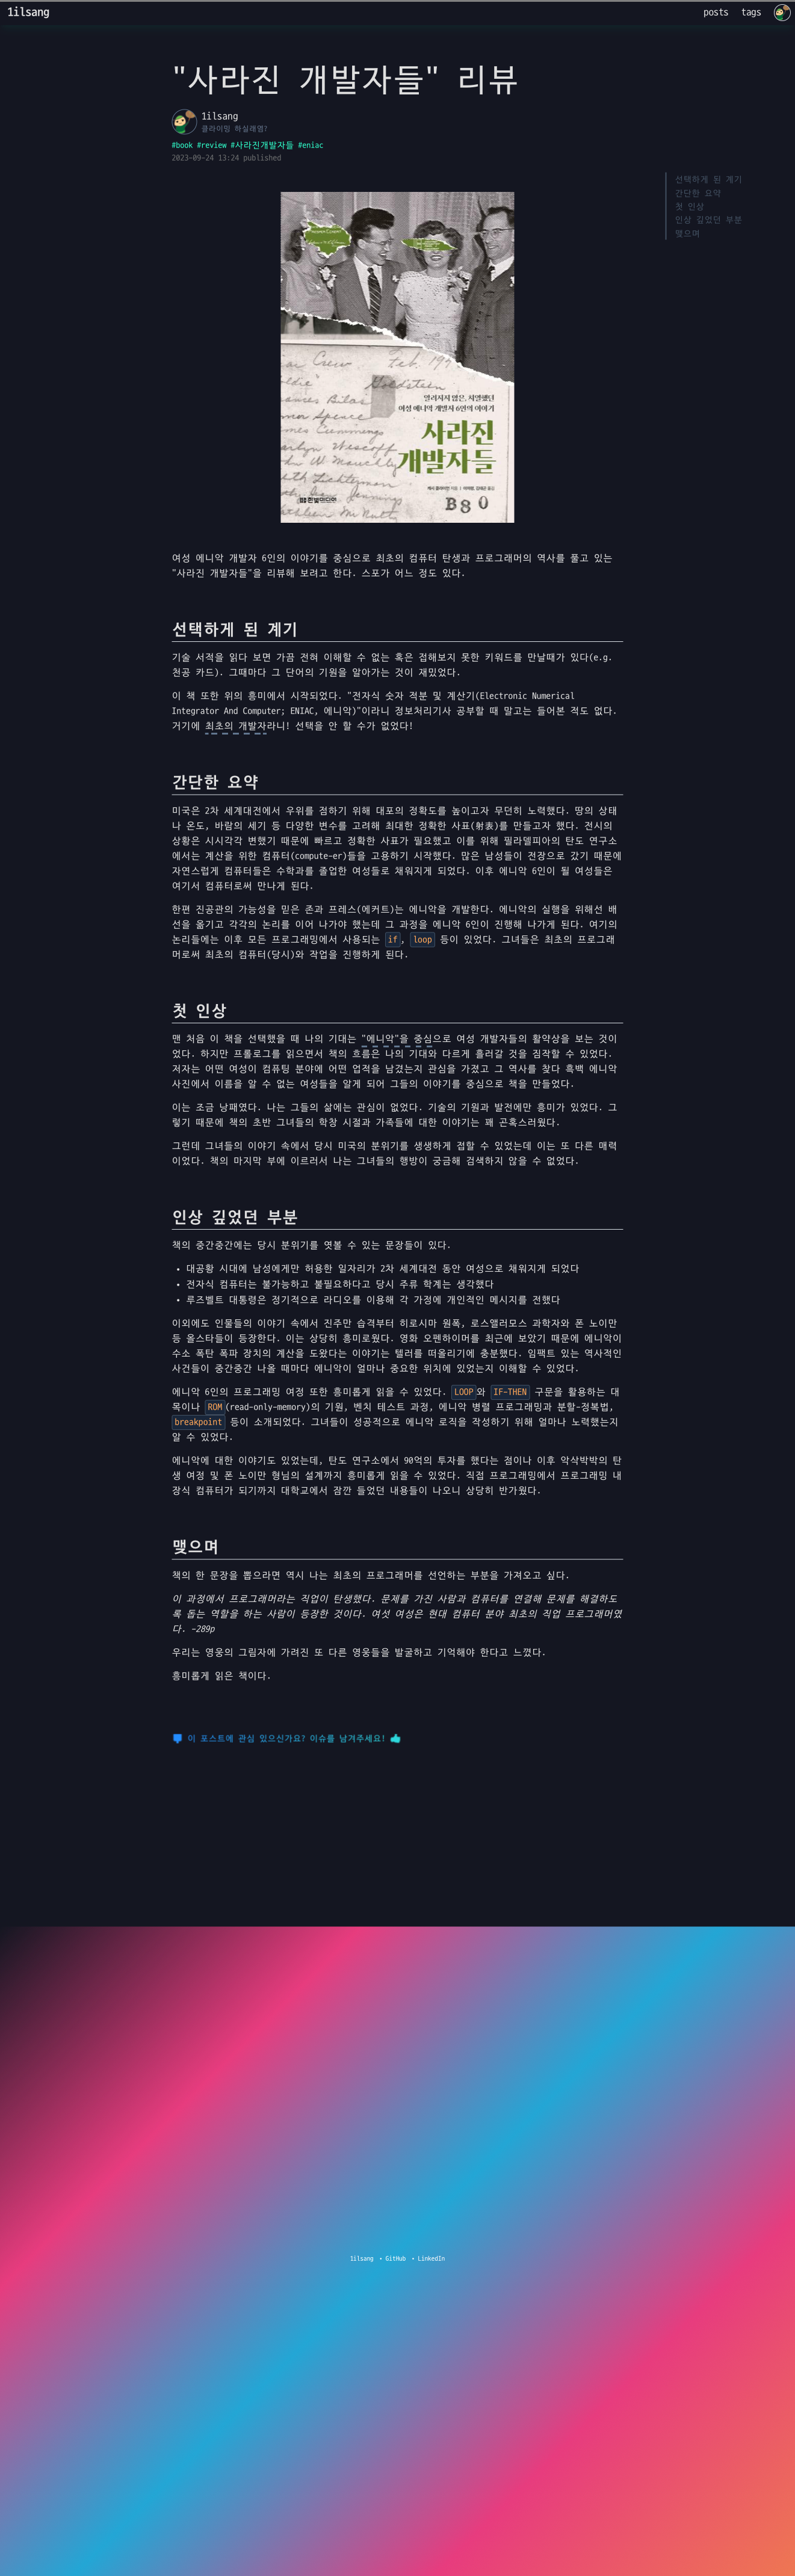 1ilsang
posts tags
"사라진 개발자들" 리뷰
1ilsang
클라이밍 하실래염?
#book #review #사라진개발자들 #eniac
2023-09-24 13:24 published
선택하게 된 계기
간단한 요약
첫 인상
인상 깊었던 부분
맺으며
알려지지 않은, 치열했던
여성 에니악 개발자 6인의 이야기
사라진
개발자들
한빛미디어
B80
여성 에니악 개발자 6인의 이야기를 중심으로 최초의 컴퓨터 탄생과 프로그래머의 역사를 풀고 있는
"사라진 개발자들"을 리뷰해 보려고 한다. 스포가 어느 정도 있다.
선택하게 된 계기
기술 서적을 읽다 보면 가끔 전혀 이해할 수 없는 혹은 접해보지 못한 키워드를 만날때가 있다(e.g.
천공 카드). 그때마다 그 단어의 기원을 알아가는 것이 재밌었다.
이 책 또한 위의 흥미에서 시작되었다. "전자식 숫자 적분 및 계산기(Electronic Numerical
Integrator And Computer; ENIAC, 에니악)"이라니 정보처리기사 공부할 때 말고는 들어본 적도 없다.
거기에 최초의 개발자라니! 선택을 안 할 수가 없었다!
간단한 요약
미국은 2차 세계대전에서 우위를 점하기 위해 대포의 정확도를 높이고자 무던히 노력했다. 땅의 상태
나 온도, 바람의 세기 등 다양한 변수를 고려해 최대한 정확한 사표(射表)를 만들고자 했다. 전시의
상황은 시시각각 변했기 때문에 빠르고 정확한 사표가 필요했고 이를 위해 필라델피아의 탄도 연구소
에서는 계산을 위한 컴퓨터(compute-er)들을 고용하기 시작했다. 많은 남성들이 전장으로 갔기 때문에
자연스럽게 컴퓨터들은 수학과를 졸업한 여성들로 채워지게 되었다. 이후 에니악 6인이 될 여성들은
여기서 컴퓨터로써 만나게 된다.
한편 진공관의 가능성을 믿은 존과 프레스(에커트)는 에니악을 개발한다. 에니악의 실행을 위해선 배
선을 옮기고 각각의 논리를 이어 나가야 했는데 그 과정을 에니악 6인이 진행해 나가게 된다. 여기의
논리들에는 이후 모든 프로그래밍에서 사용되는 if, loop 등이 있었다. 그녀들은 최초의 프로그래
머로써 최초의 컴퓨터(당시)와 작업을 진행하게 된다.
첫 인상
맨 처음 이 책을 선택했을 때 나의 기대는 "에니악"을 중심으로 여성 개발자들의 활약상을 보는 것이
었다. 하지만 프롤로그를 읽으면서 책의 흐름은 나의 기대와 다르게 흘러갈 것을 짐작할 수 있었다.
저자는 어떤 여성이 컴퓨팅 분야에 어떤 업적을 남겼는지 관심을 가졌고 그 역사를 찾다 흑백 에니악
사진에서 이름을 알 수 없는 여성들을 알게 되어 그들의 이야기를 중심으로 책을 만들었다.
이는 조금 낭패였다. 나는 그들의 삶에는 관심이 없었다. 기술의 기원과 발전에만 흥미가 있었다. 그
렇기 때문에 책의 초반 그녀들의 학창 시절과 가족들에 대한 이야기는 꽤 곤혹스러웠다.
그런데 그녀들의 이야기 속에서 당시 미국의 분위기를 생생하게 접할 수 있었는데 이는 또 다른 매력
이었다. 책의 마지막 부에 이르러서 나는 그녀들의 행방이 궁금해 검색하지 않을 수 없었다.
인상 깊었던 부분
책의 중간중간에는 당시 분위기를 엿볼 수 있는 문장들이 있다.
• 대공황 시대에 남성에게만 허용한 일자리가 2차 세계대전 동안 여성으로 채워지게 되었다
• 전자식 컴퓨터는 불가능하고 불필요하다고 당시 주류 학계는 생각했다
• 루즈벨트 대통령은 정기적으로 라디오를 이용해 각 가정에 개인적인 메시지를 전했다
이외에도 인물들의 이야기 속에서 진주만 습격부터 히로시마 원폭, 로스앨러모스 과학자와 폰 노이만
등 올스타들이 등장한다. 이는 상당히 흥미로웠다. 영화 오펜하이머를 최근에 보았기 때문에 에니악이
수소 폭탄 폭파 장치의 계산을 도왔다는 이야기는 텔러를 떠올리기에 충분했다. 임팩트 있는 역사적인
사건들이 중간중간 나올 때마다 에니악이 얼마나 중요한 위치에 있었는지 이해할 수 있었다.
에니악 6인의 프로그래밍 여정 또한 흥미롭게 읽을 수 있었다. LOOP와 IF-THEN 구문을 활용하는 대
목이나 ROM(read-only-memory)의 기원, 벤치 테스트 과정, 에니악 병렬 프로그래밍과 분할-정복법,
breakpoint 등이 소개되었다. 그녀들이 성공적으로 에니악 로직을 작성하기 위해 얼마나 노력했는지
알 수 있었다.
에니악에 대한 이야기도 있었는데, 탄도 연구소에서 90억의 투자를 했다는 점이나 이후 악삭박박의 탄
생 여정 및 폰 노이만 형님의 설계까지 흥미롭게 읽을 수 있었다. 직접 프로그래밍에서 프로그래밍 내
장식 컴퓨터가 되기까지 대학교에서 잠깐 들었던 내용들이 나오니 상당히 반가웠다.
맺으며
책의 한 문장을 뽑으라면 역시 나는 최초의 프로그래머를 선언하는 부분을 가져오고 싶다.
이 과정에서 프로그래머라는 직업이 탄생했다. 문제를 가진 사람과 컴퓨터를 연결해 문제를 해결하도
록 돕는 역할을 하는 사람이 등장한 것이다. 여섯 여성은 현대 컴퓨터 분야 최초의 직업 프로그래머였
다. -289p
우리는 영웅의 그림자에 가려진 또 다른 영웅들을 발굴하고 기억해야 한다고 느꼈다.
흥미롭게 읽은 책이다.
이 포스트에 관심 있으신가요? 이슈를 남겨주세요!
1ilsang • GitHub • LinkedIn